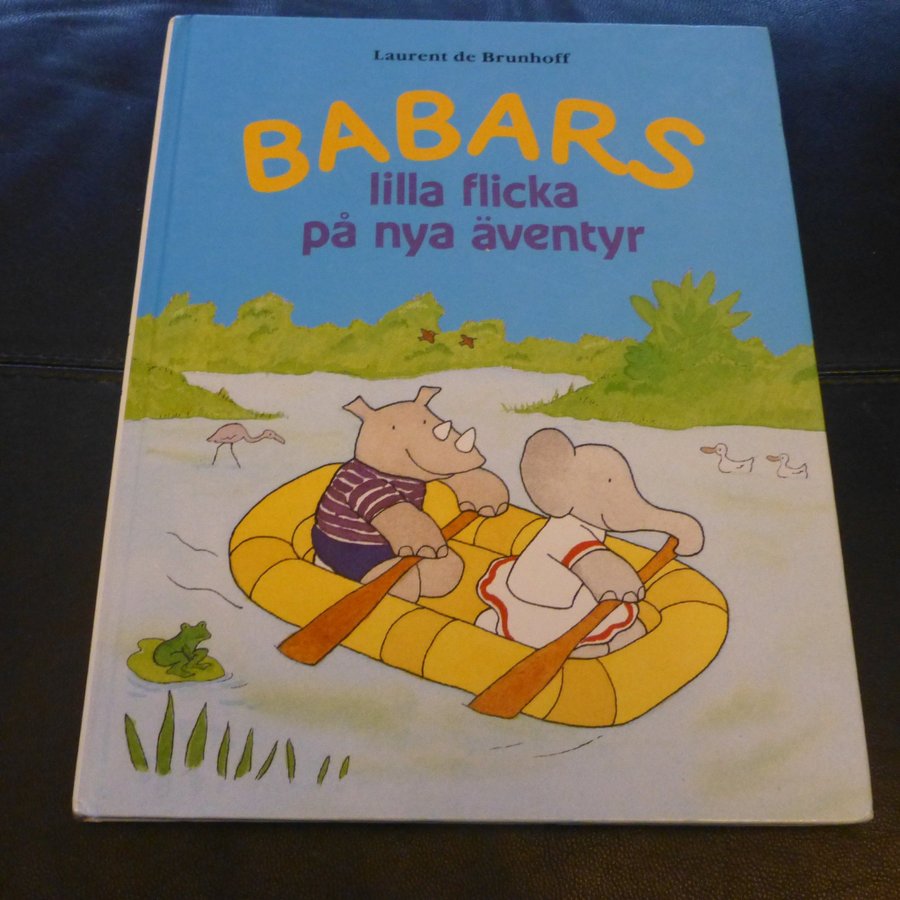 Laurent de Brunhoff
BABARS
lilla flicka
på nya äventyr